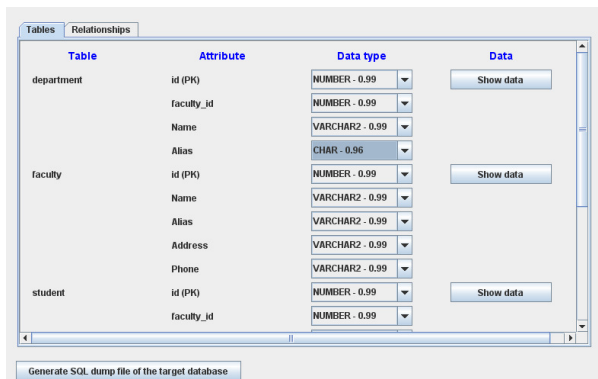 Tables Relationships
Table Attribute Data type Data
department id (PK) NUMBER - 0.99 Show data
faculty_id NUMBER - 0.99
Name VARCHAR2 - 0.99
Alias CHAR - 0.96
faculty id (PK) NUMBER - 0.99 Show data
Name VARCHAR2 - 0.99
Alias VARCHAR2 - 0.99
Address VARCHAR2 - 0.99
Phone VARCHAR2 - 0.99
student id (PK) NUMBER - 0.99 Show data
faculty_id NUMBER - 0.99
Generate SQL dump file of the target database